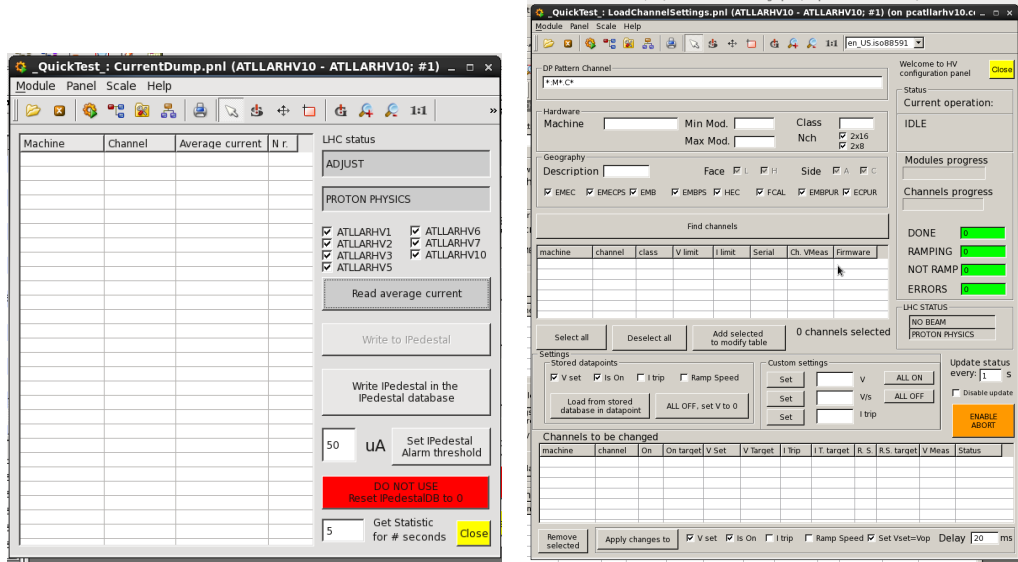 _QuickTest_: CurrentDump.pnl (ATLLARHV10 - ATLLARHV10; #1)
Module Panel Scale Help
1:1 »
Machine Channel Average current N r.
LHC status
ADJUST
PROTON PHYSICS
ATLLARHV1 ATLLARHV6
ATLLARHV2 ATLLARHV7
ATLLARHV3 ATLLARHV10
ATLLARHV5
Read average current
Write to IPedestal
Write IPedestal in the
IPedestal database
50 uA Set IPedestal
Alarm threshold
DO NOT USE
Reset IPedestalDB to 0
5 Get Statistic
for # seconds Close
_QuickTest_: LoadChannelSettings.pnl (ATLLARHV10 - ATLLARHV10; #1) (on pcatllarhv10.c
Module Panel Scale Help
1:1 en_US.iso88591
DP Pattern Channel
*:M*.C*
Welcome to HV
configuration panel Close
Hardware
Machine Min Mod. Class
Max Mod. Nch 2x16
2x8
Geography
Description Face L H Side A C
EMEC EMECPS EMB EMBPS HEC FCAL EMBPUR ECPUR
Find channels
machine channel class V limit I limit Serial Ch. VMeas Firmware
Select all Deselect all Add selected
to modify table 0 channels selected
Status
Current operation:
IDLE
Modules progress
Channels progress
DONE 0
RAMPING 0
NOT RAMP 0
ERRORS 0
LHC STATUS
NO BEAM
PROTON PHYSICS
Settings
Stored datapoints
V set Is On I trip Ramp Speed
Load from stored
database in datapoint ALL OFF, set V to 0
Custom settings
Set V ALL ON
Set V/s ALL OFF
Set I trip
Update status
every: 1 s
Disable update
ENABLE
ABORT
Channels to be changed
machine channel On On target V Set V Target I Trip I T. target R. S. R.S. target V Meas Status
Remove
selected Apply changes to V set Is On I trip Ramp Speed Set Vset=Vop Delay 20 ms